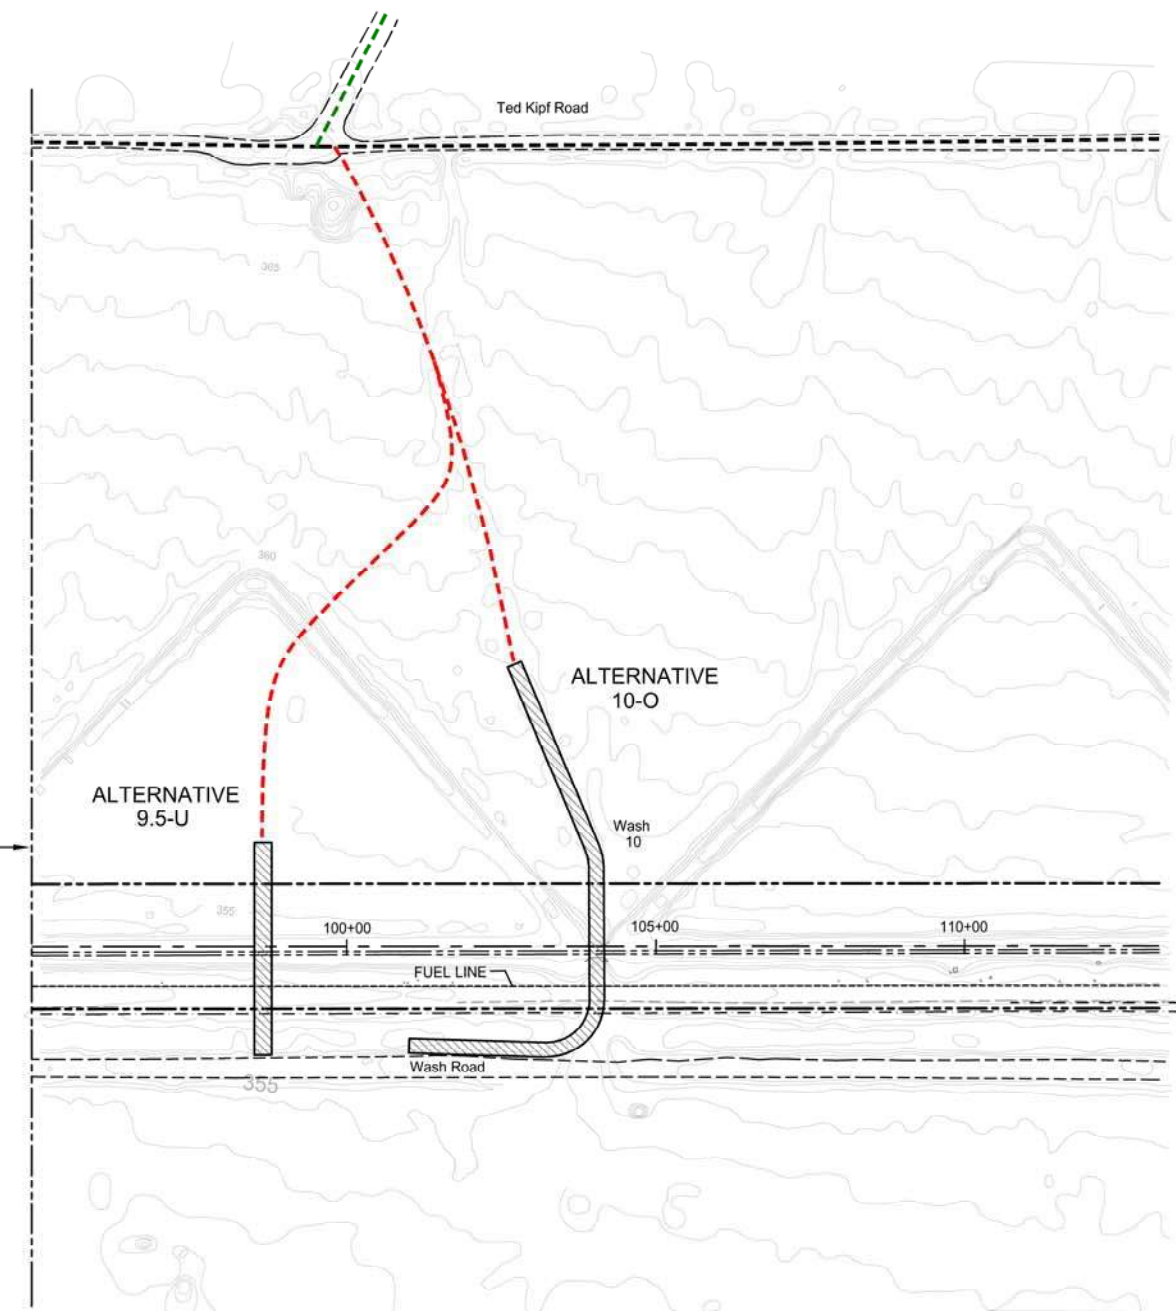 Ted Kipf Road
365
360
ALTERNATIVE
10-O
ALTERNATIVE
9.5-U
Wash
10
355
100+00
105+00
110+00
FUEL LINE
Wash Road
355